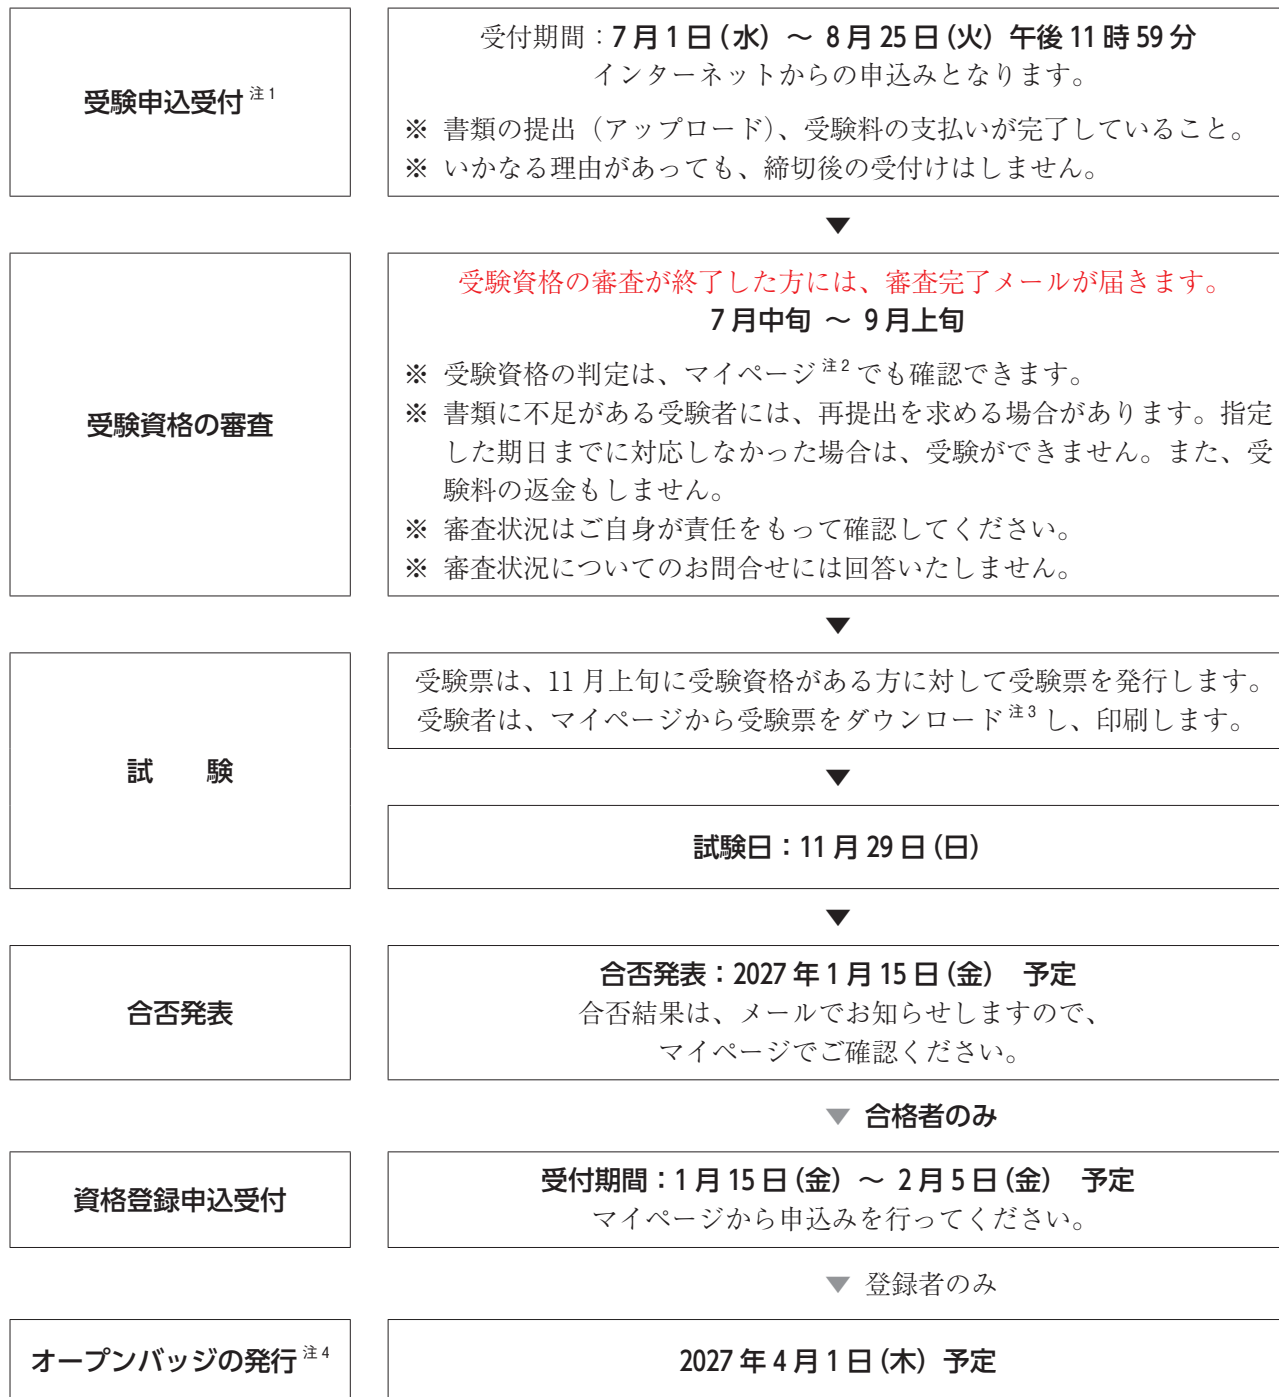 受験申込受付 注1
受付期間：7月1日（水）～ 8月25日（火）午後11時59分
インターネットからの申込みとなります。
※ 書類の提出（アップロード）、受験料の支払いが完了していること。
※ いかなる理由があっても、締切後の受付けはしません。
▼
受験資格の審査
受験資格の審査が終了した方には、審査完了メールが届きます。
7月中旬 ～ 9月上旬
※ 受験資格の判定は、マイページ 注2 でも確認できます。
※ 書類に不足がある受験者には、再提出を求める場合があります。指定
した期日までに対応しなかった場合は、受験ができません。また、受
験料の返金もしません。
※ 審査状況はご自身が責任をもって確認してください。
※ 審査状況についてのお問合せには回答いたしません。
▼
試　　験
受験票は、11月上旬に受験資格がある方に対して受験票を発行します。
受験者は、マイページから受験票をダウンロード 注3 し、印刷します。
▼
試験日：11月29日（日）
▼
合否発表
合否発表：2027年1月15日（金）　予定
合否結果は、メールでお知らせしますので、
マイページでご確認ください。
▼ 合格者のみ
資格登録申込受付
受付期間：1月15日（金）～ 2月5日（金）　予定
マイページから申込みを行ってください。
▼ 登録者のみ
オープンバッジの発行 注4
2027年4月1日（木）予定